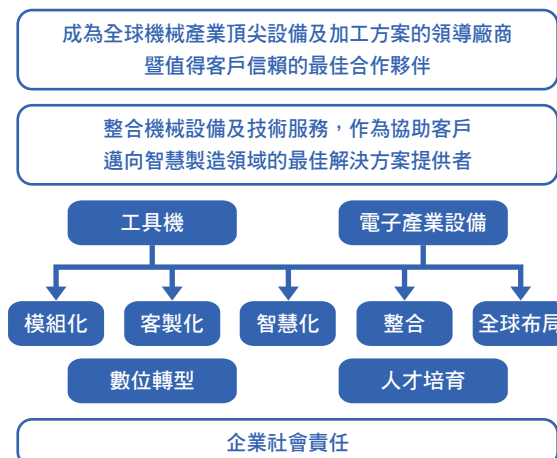 成為全球機械產業頂尖設備及加工方案的領導廠商
暨值得客戶信賴的最佳合作夥伴
整合機械設備及技術服務，作為協助客戶
邁向智慧製造領域的最佳解決方案提供者
工具機
電子產業設備
模組化
客製化
智慧化
整合
全球布局
數位轉型
人才培育
企業社會責任